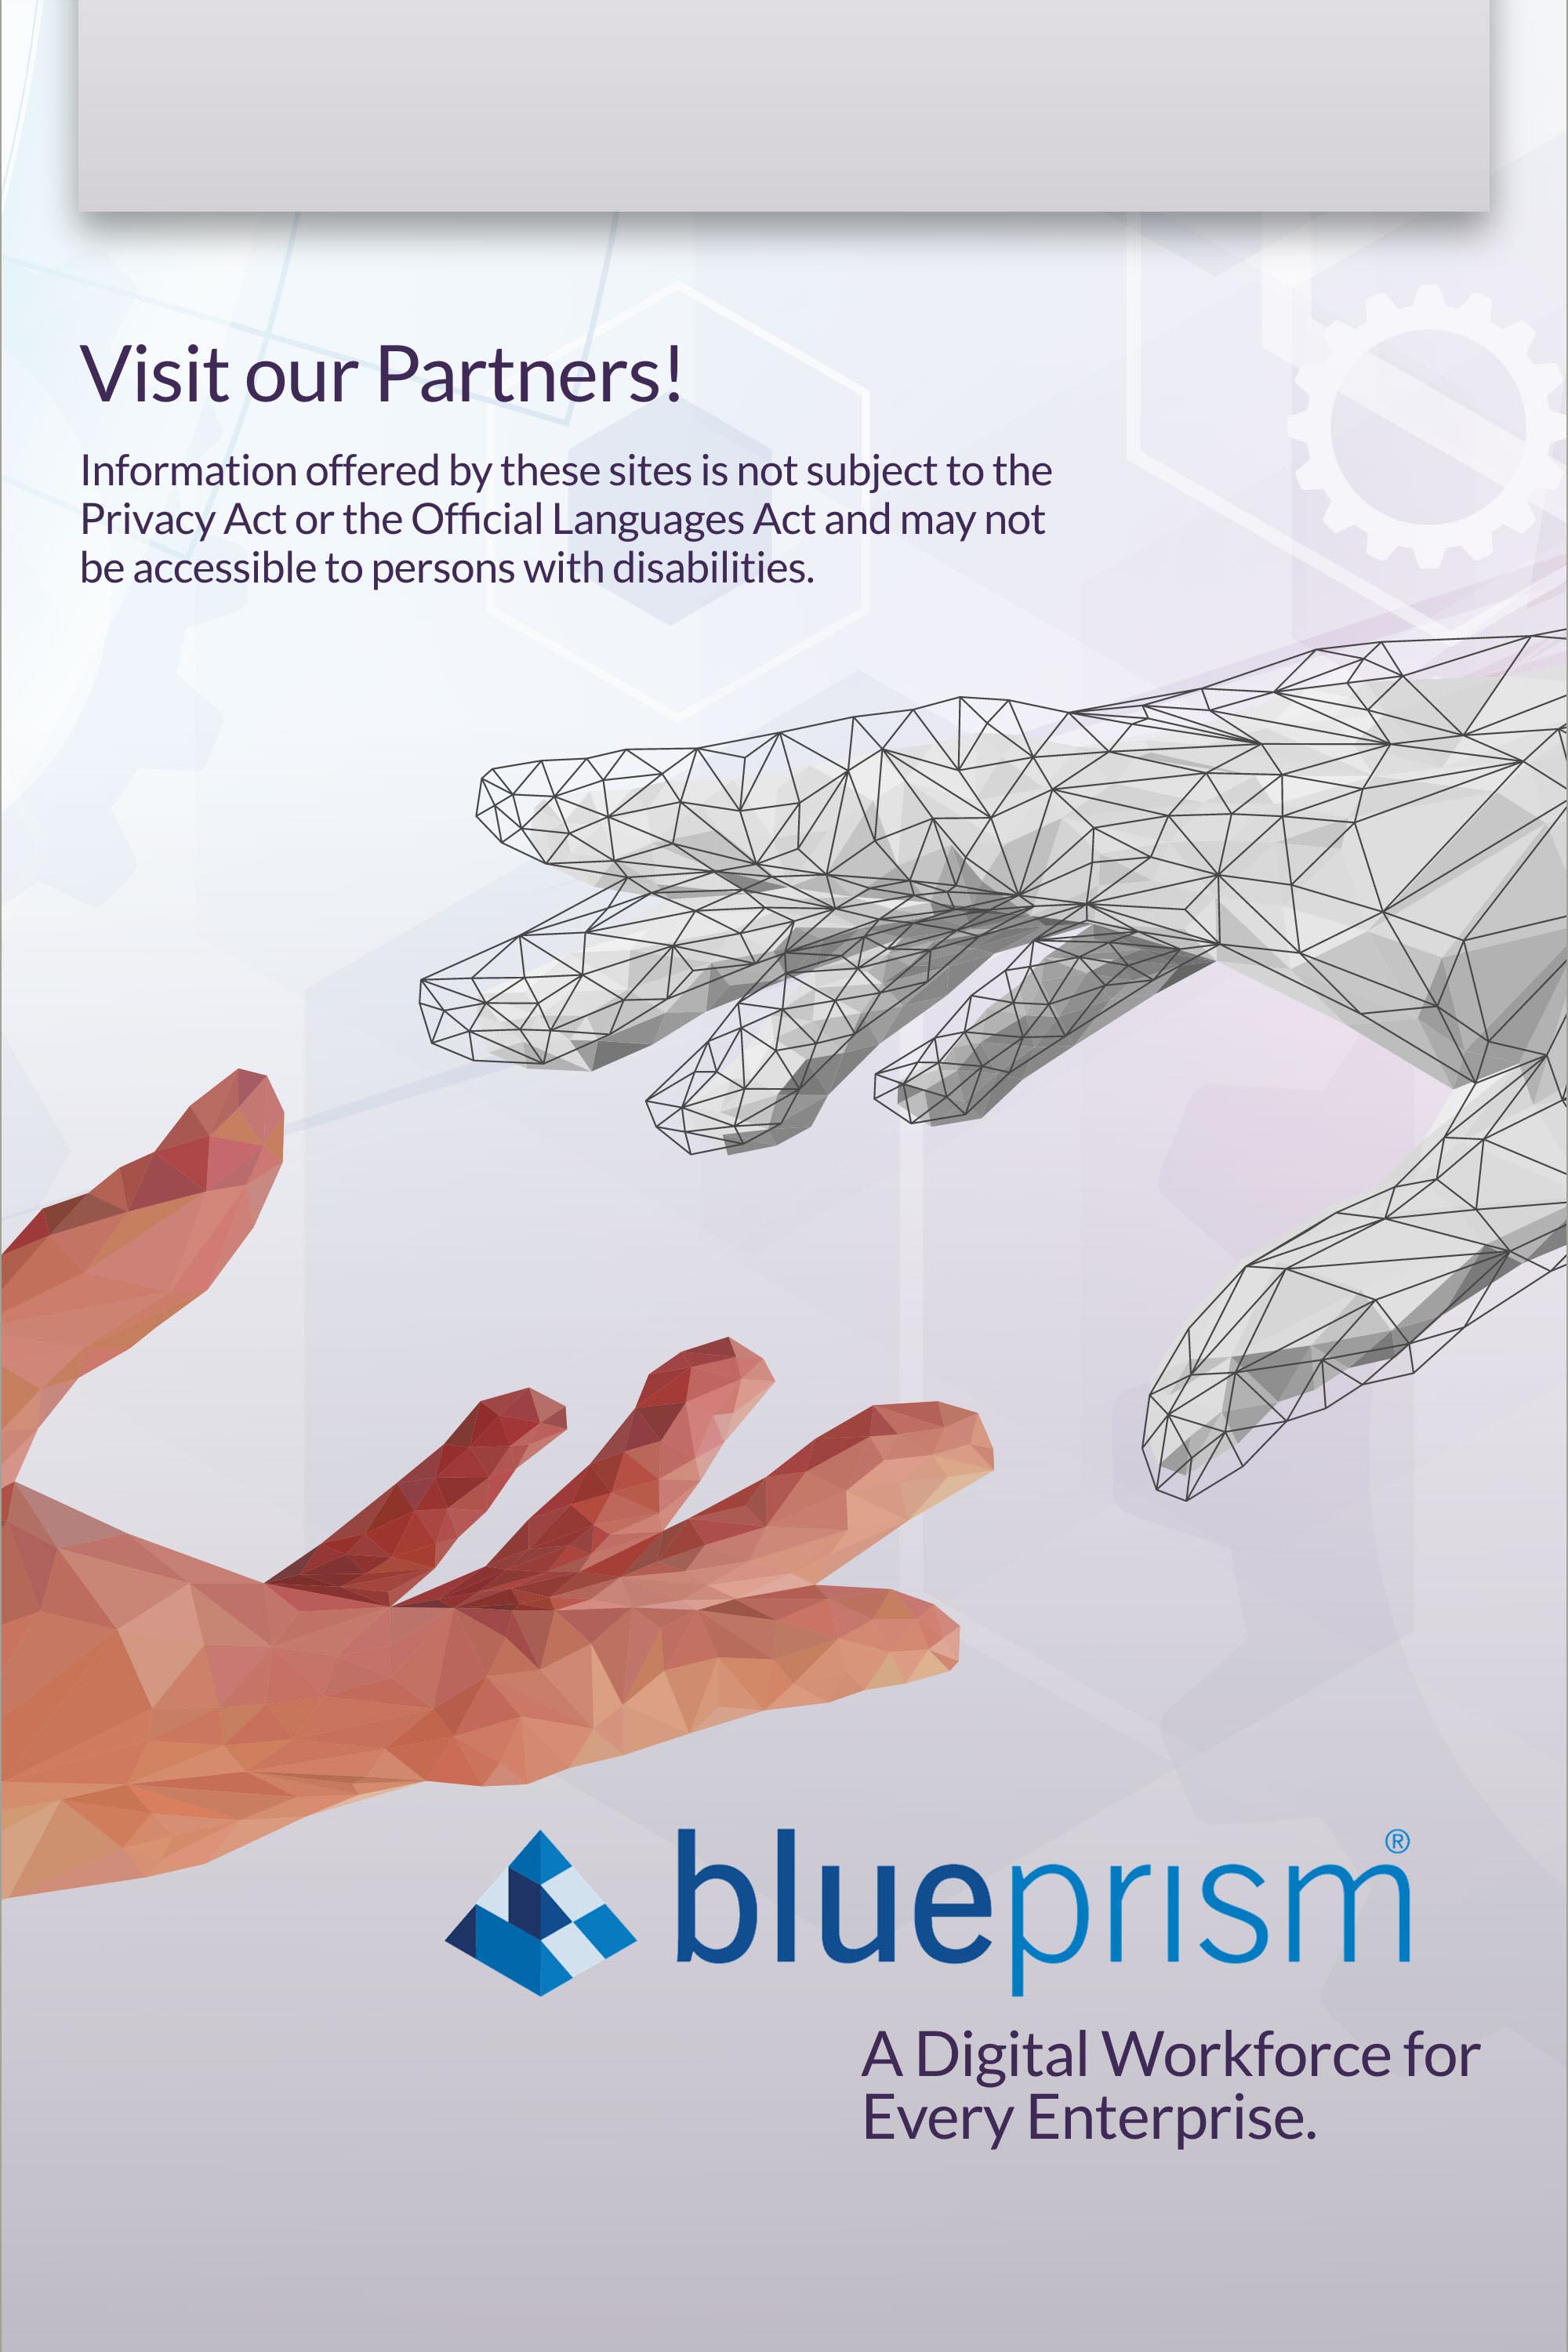 Visit our Partners!
Information offered by these sites is not subject to the
Privacy Act or the Official Languages Act and may not
be accessible to persons with disabilities.
blueprism®
A Digital Workforce for
Every Enterprise.